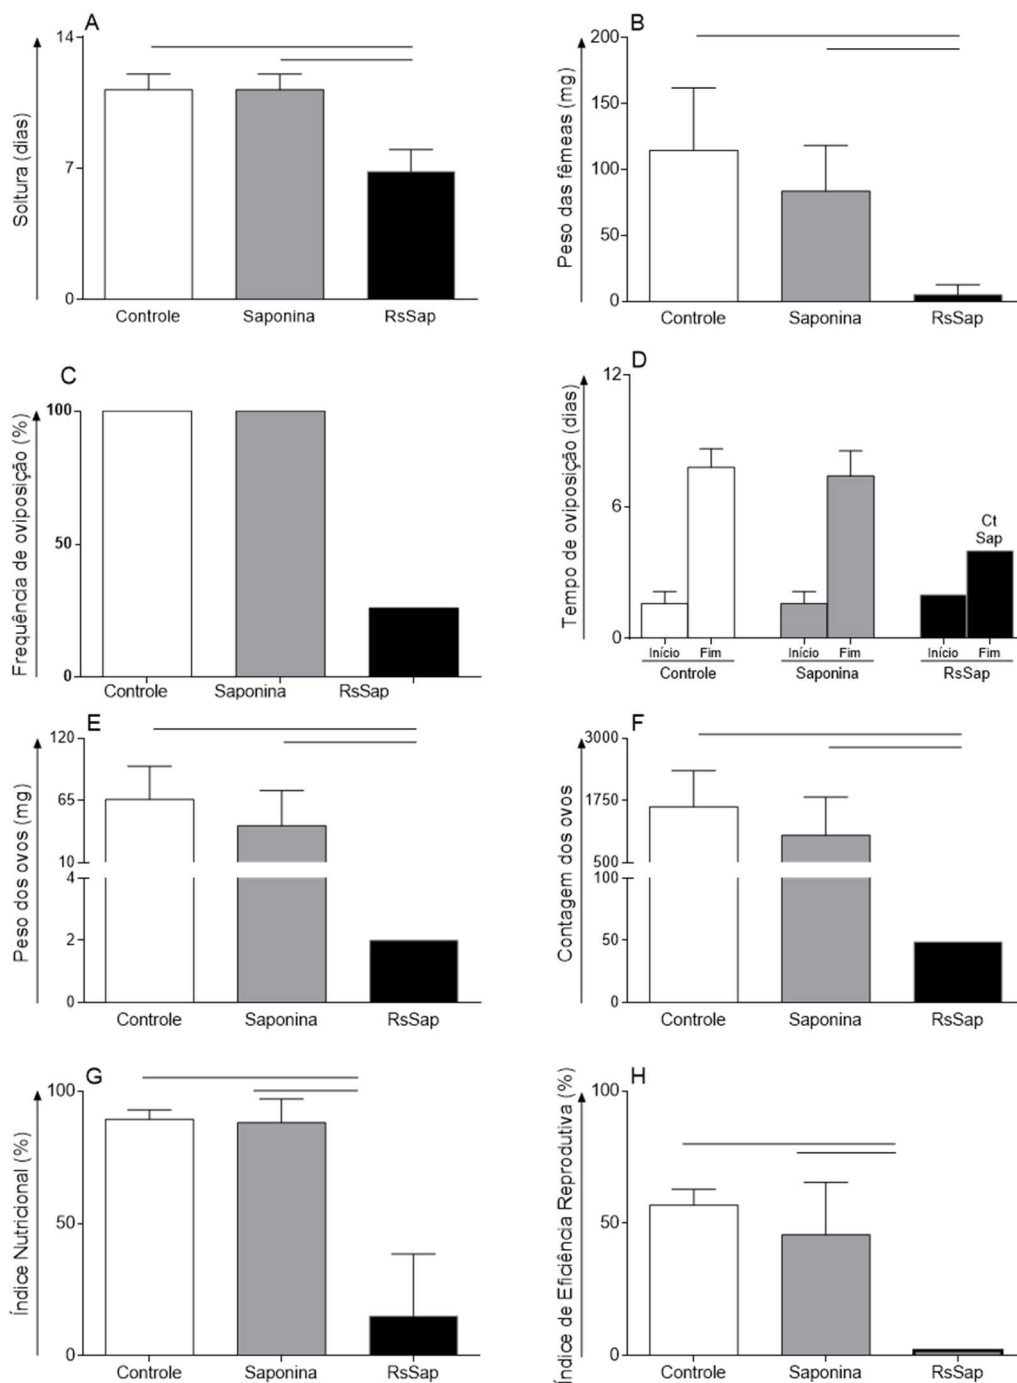 A
Soltura (dias)
14
7
0
Controle Saponina RsSap
B
Peso das fêmeas (mg)
200
150
100
50
0
Controle Saponina RsSap
C
Frequência de oviposição (%)
100
50
0
Controle Saponina RsSap
D
Tempo de oviposição (dias)
12
6
0
Ct
Sap
Início Fim Início Fim Início Fim
Controle Saponina RsSap
E
Peso dos ovos (mg)
120
65
10
4
2
0
Controle Saponina RsSap
F
Contagem dos ovos
3000
1750
500
100
50
0
Controle Saponina RsSap
G
Índice Nutricional (%)
100
50
0
Controle Saponina RsSap
H
Índice de Eficiência Reprodutiva (%)
100
50
0
Controle Saponina RsSap